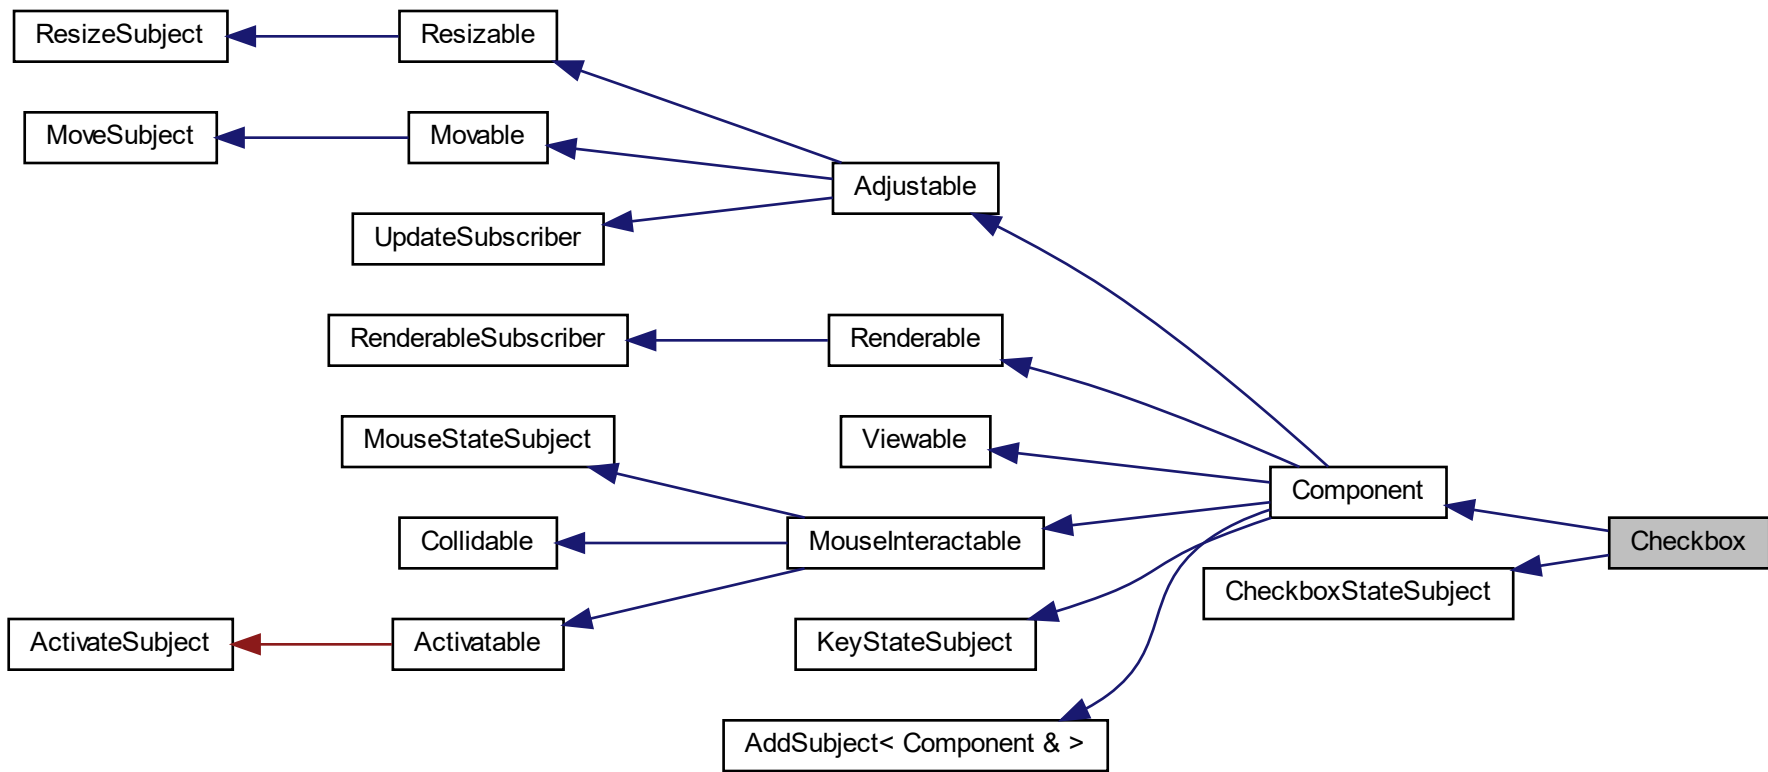 ResizeSubject
Resizable
MoveSubject
Movable
Adjustable
UpdateSubscriber
RenderableSubscriber
Renderable
MouseStateSubject
Viewable
Component
Collidable
MouseInteractable
Checkbox
CheckboxStateSubject
ActivateSubject
Activatable
KeyStateSubject
AddSubject< Component & >